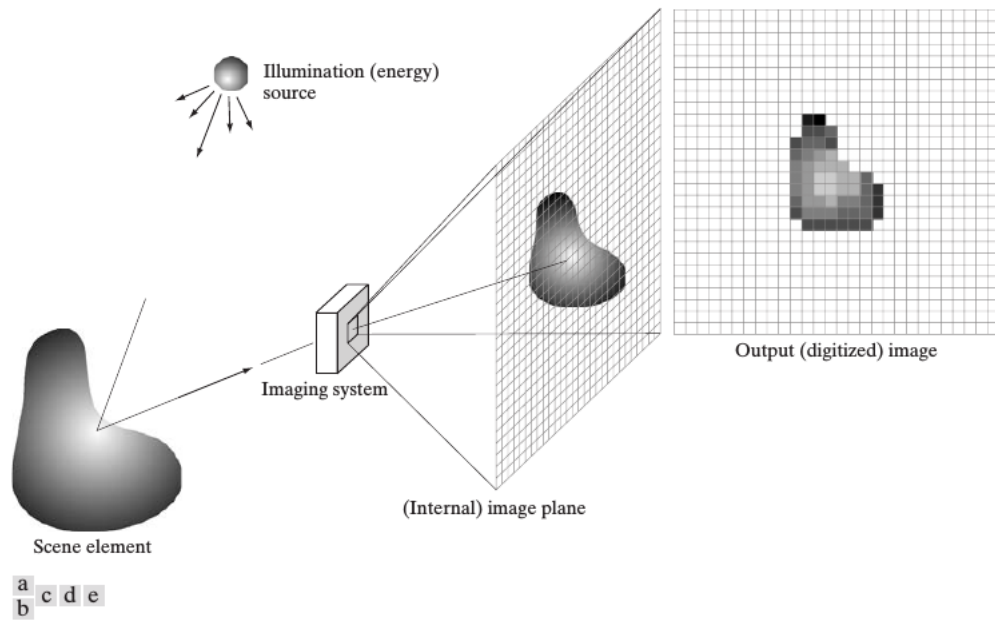 Illumination (energy)
source
Output (digitized) image
Imaging system
(Internal) image plane
Scene element
a
b
c d e